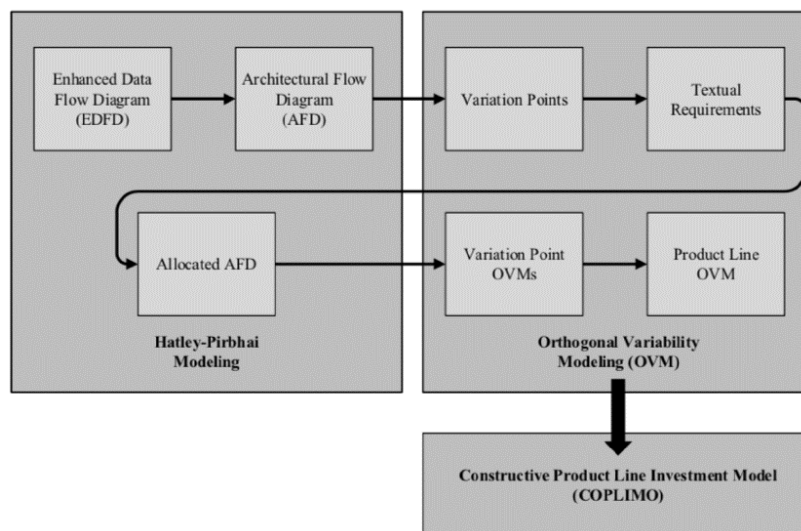 Enhanced Data
Flow Diagram
(EDFD)
Architectural Flow
Diagram
(AFD)
Variation Points
Textual
Requirements
Allocated AFD
Variation Point
OVMs
Product Line
OVM
Hatley-Pirbhai
Modeling
Orthogonal Variability
Modeling (OVM)
Constructive Product Line Investment Model
(COPLIMO)